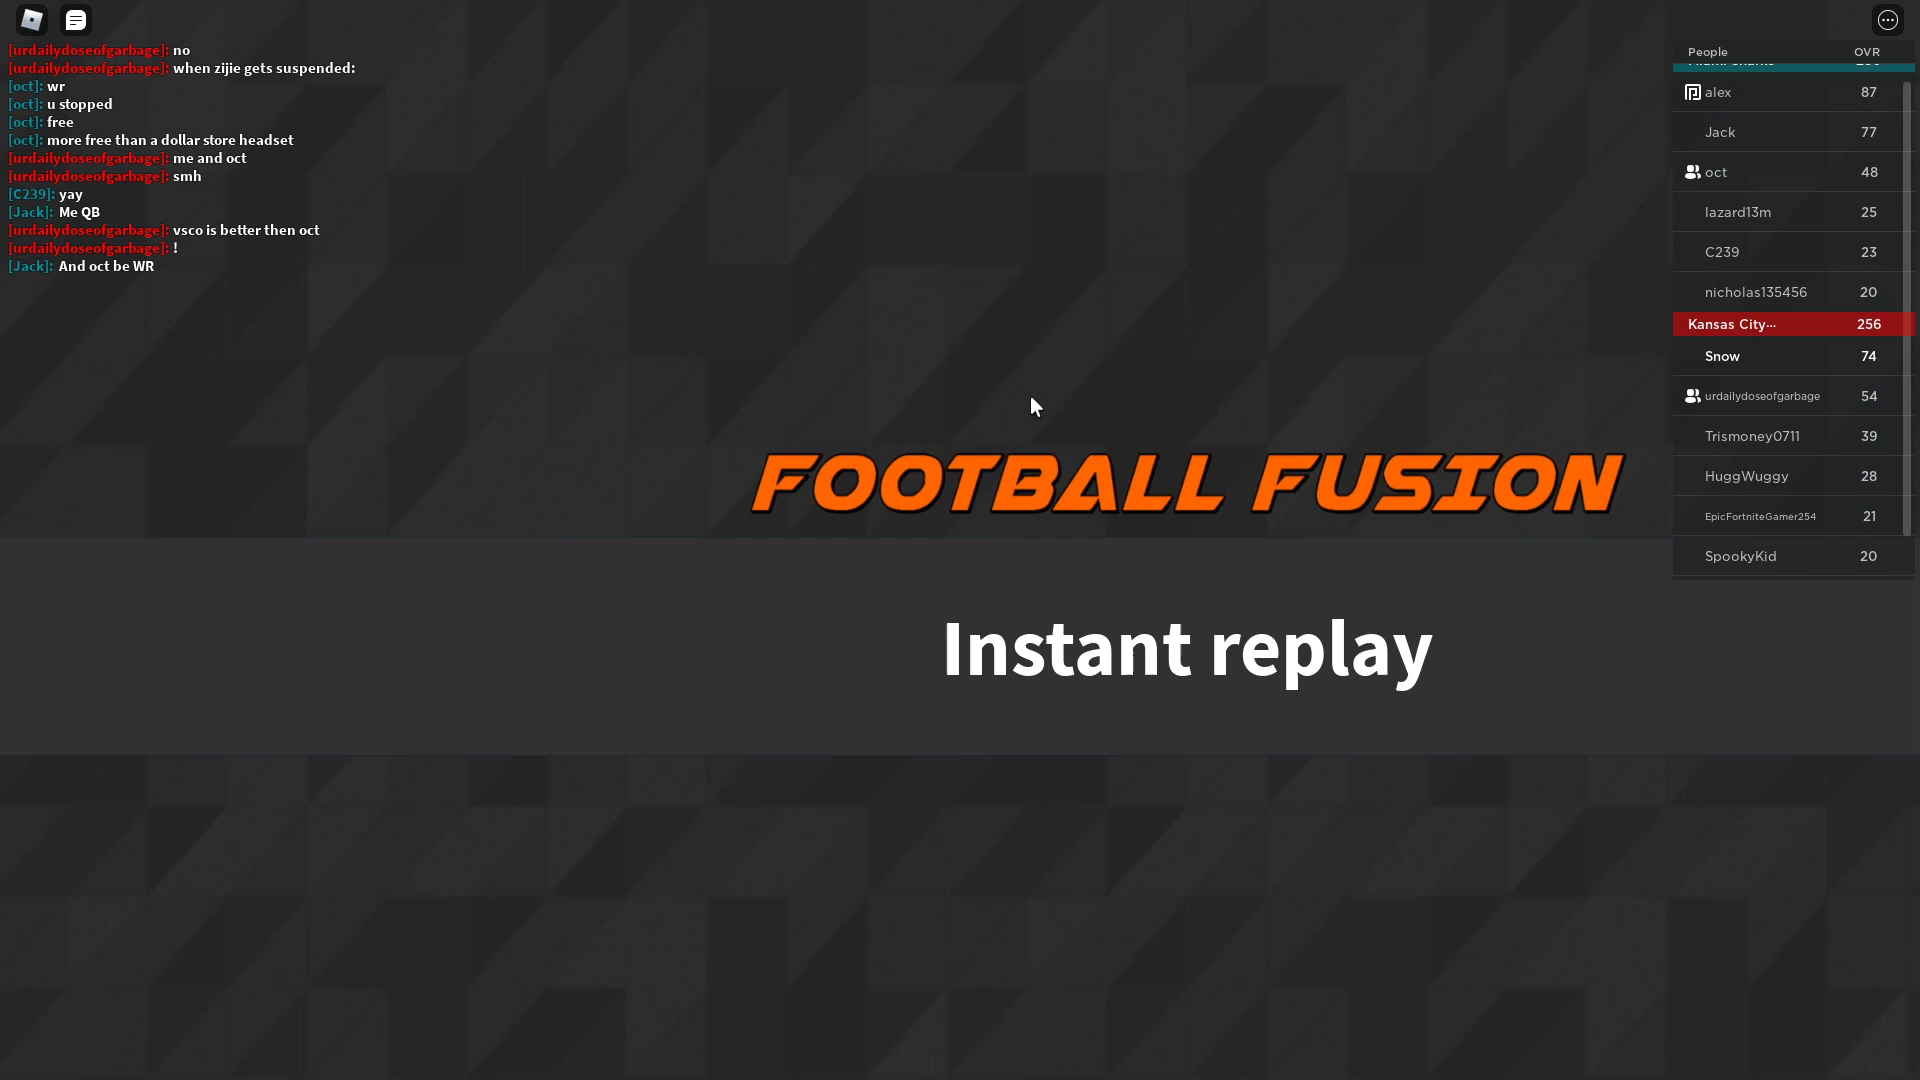 [urdailydoseofgarbage]: no
[urdailydoseofgarbage]: when zijie gets suspended:
[oct]: wr
[oct]: u stopped
[oct]: free
[oct]: more free than a dollar store headset
[urdailydoseofgarbage]: me and oct
[urdailydoseofgarbage]: smh
[C239]: yay
[Jack]: Me QB
[urdailydoseofgarbage]: vsco is better then oct
[urdailydoseofgarbage]: !
[Jack]: And oct be WR
People OVR
alex 87
Jack 77
oct 48
lazard13m 25
C239 23
nicholas135456 20
Kansas City... 256
Snow 74
urdailydoseofgarbage 54
Trismoney0711 39
HuggWuggy 28
EpicFortniteGamer254 21
SpookyKid 20
FOOTBALL FUSION
Instant replay